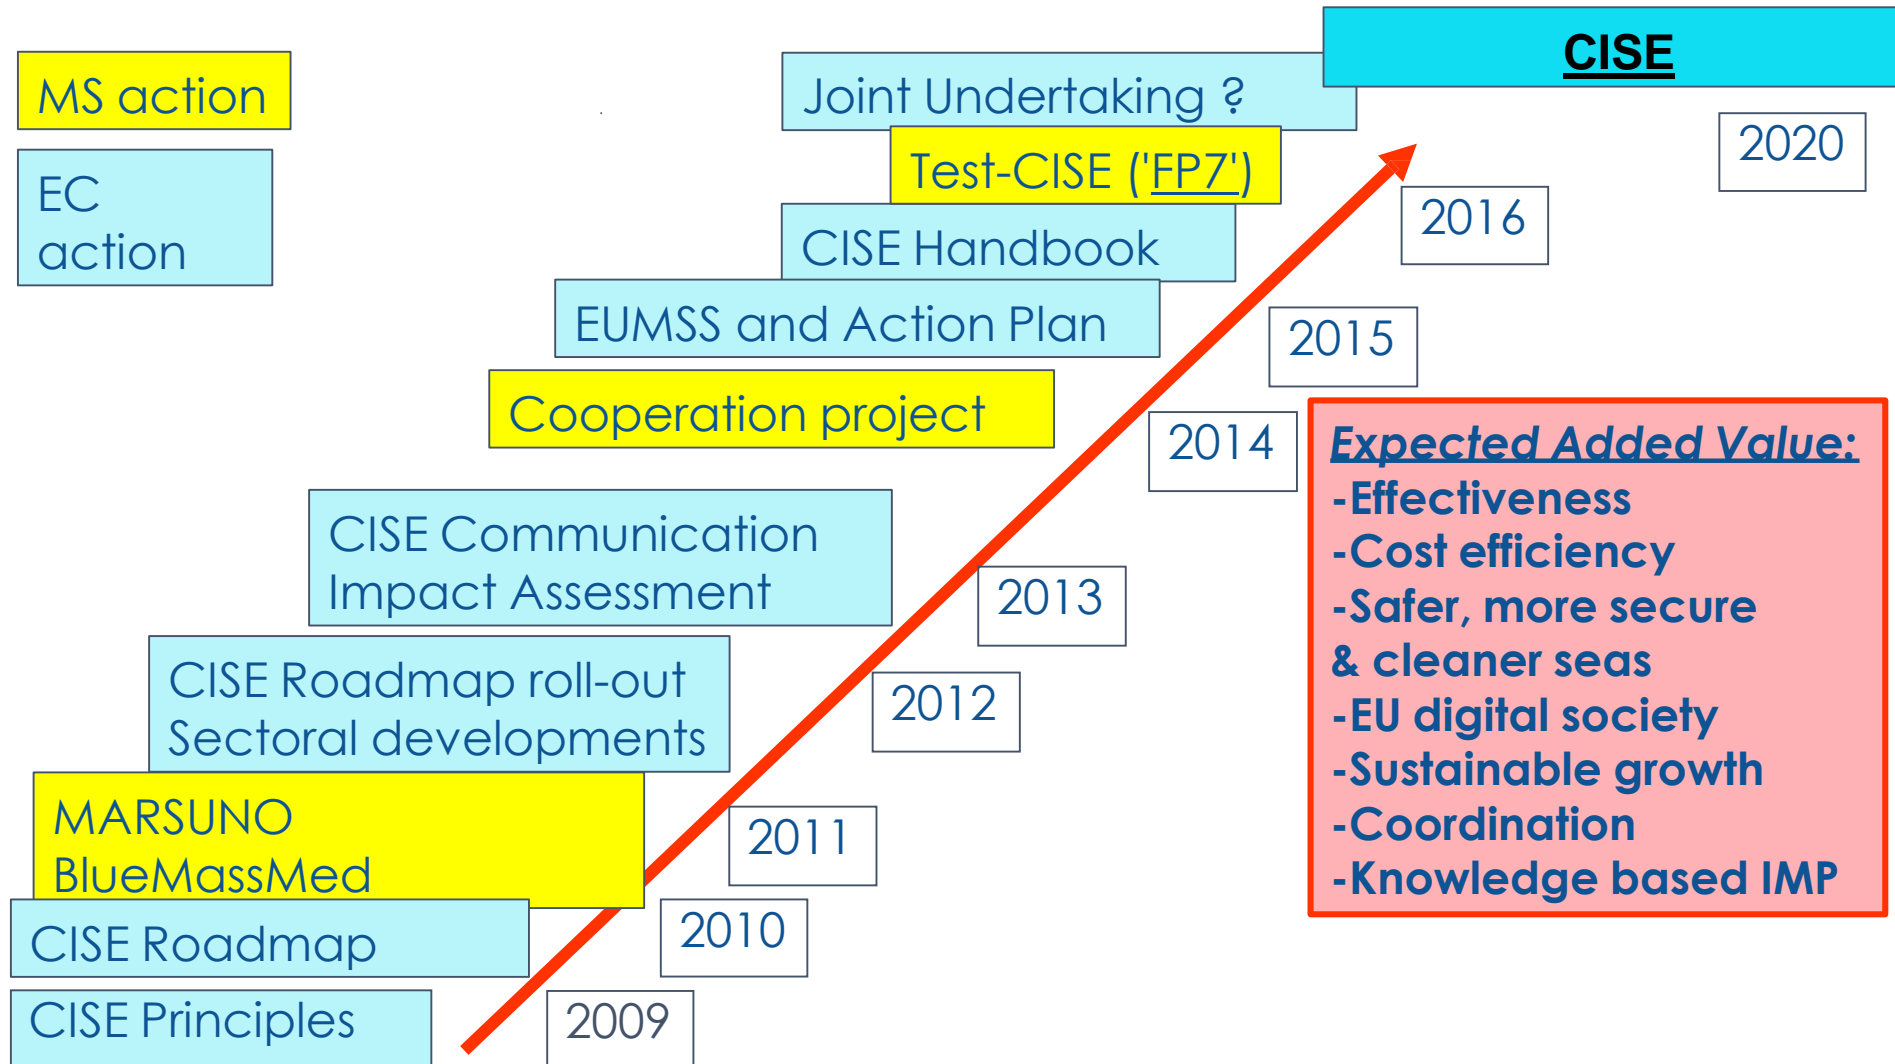 CISE
MS action
Joint Undertaking ?
2020
EC
action
Test-CISE ('FP7')
2016
CISE Handbook
EUMSS and Action Plan
2015
Cooperation project
2014
Expected Added Value:
-Effectiveness
-Cost efficiency
-Safer, more secure
& cleaner seas
-EU digital society
-Sustainable growth
-Coordination
-Knowledge based IMP
CISE Communication
Impact Assessment
2013
CISE Roadmap roll-out
Sectoral developments
2012
MARSUNO
BlueMassMed
2011
CISE Roadmap
2010
CISE Principles
2009